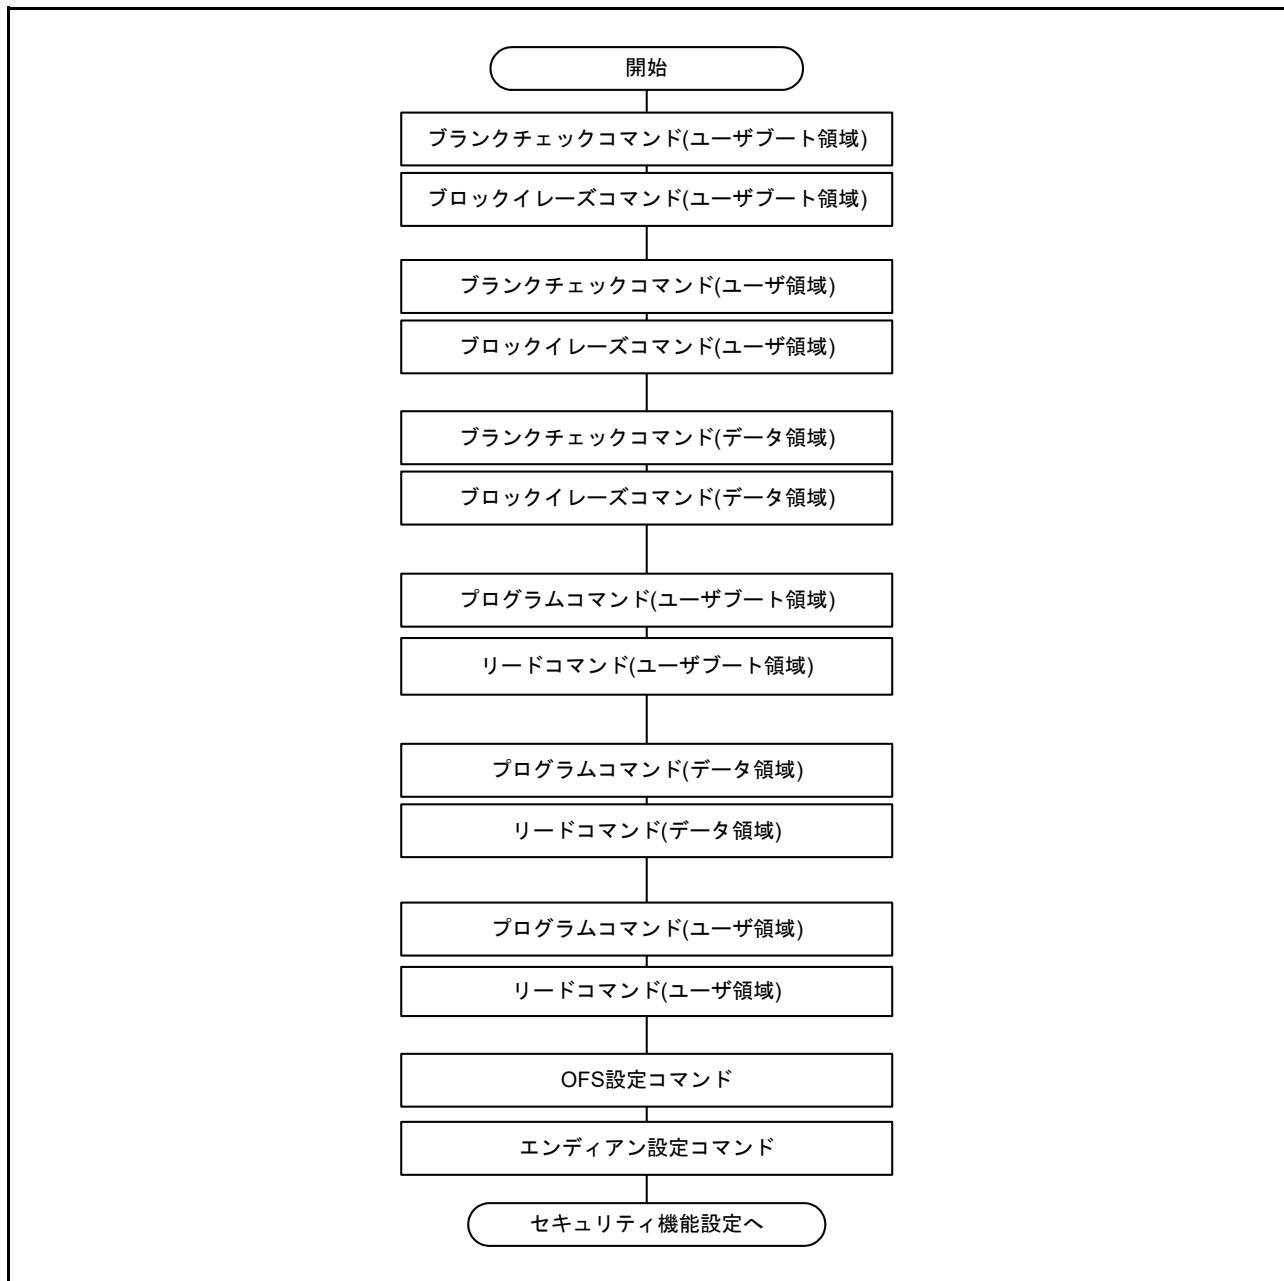 開始
ブランクチェックコマンド(ユーザブート領域)
ブロックイレーズコマンド(ユーザブート領域)
ブランクチェックコマンド(ユーザ領域)
ブロックイレーズコマンド(ユーザ領域)
ブランクチェックコマンド(データ領域)
ブロックイレーズコマンド(データ領域)
プログラムコマンド(ユーザブート領域)
リードコマンド(ユーザブート領域)
プログラムコマンド(データ領域)
リードコマンド(データ領域)
プログラムコマンド(ユーザ領域)
リードコマンド(ユーザ領域)
OFS設定コマンド
エンディアン設定コマンド
セキュリティ機能設定へ